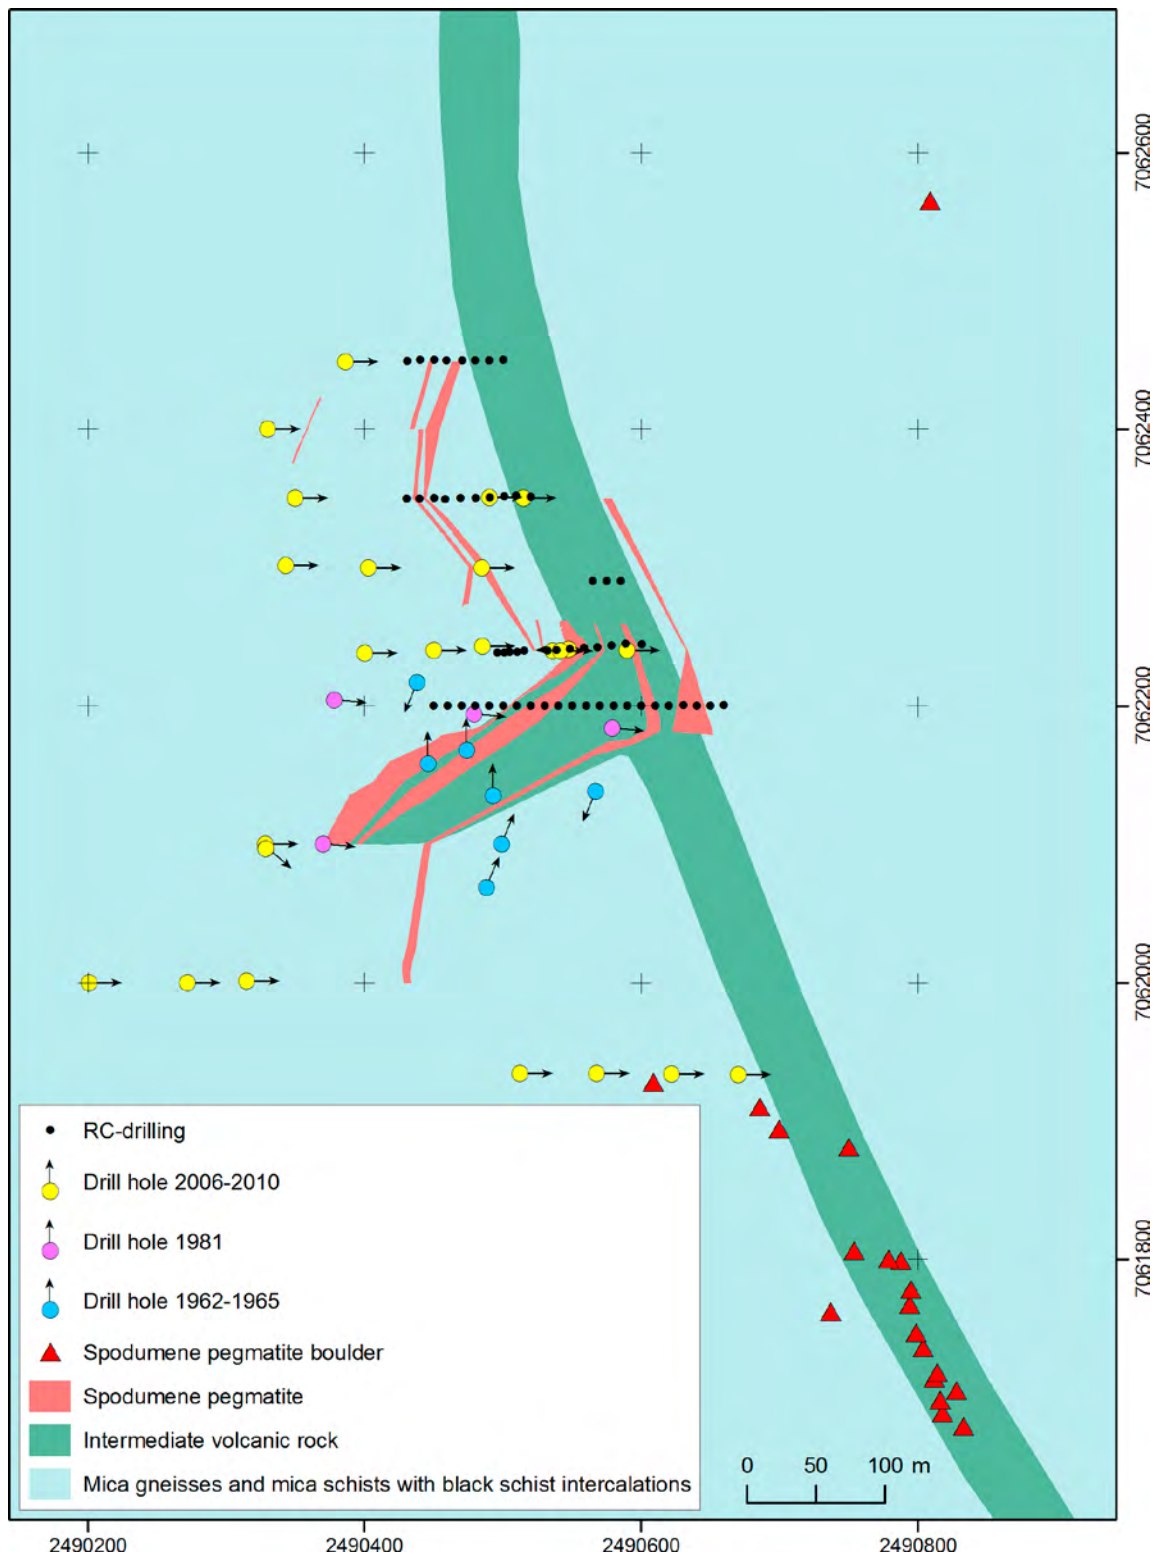 7062600
7062400
7062200
7062000
7061800
RC-drilling
Drill hole 2006-2010
Drill hole 1981
Drill hole 1962-1965
Spodumene pegmatite boulder
Spodumene pegmatite
Intermediate volcanic rock
Mica gneisses and mica schists with black schist intercalations
0 50 100 m
2490200 2490400 2490600 2490800